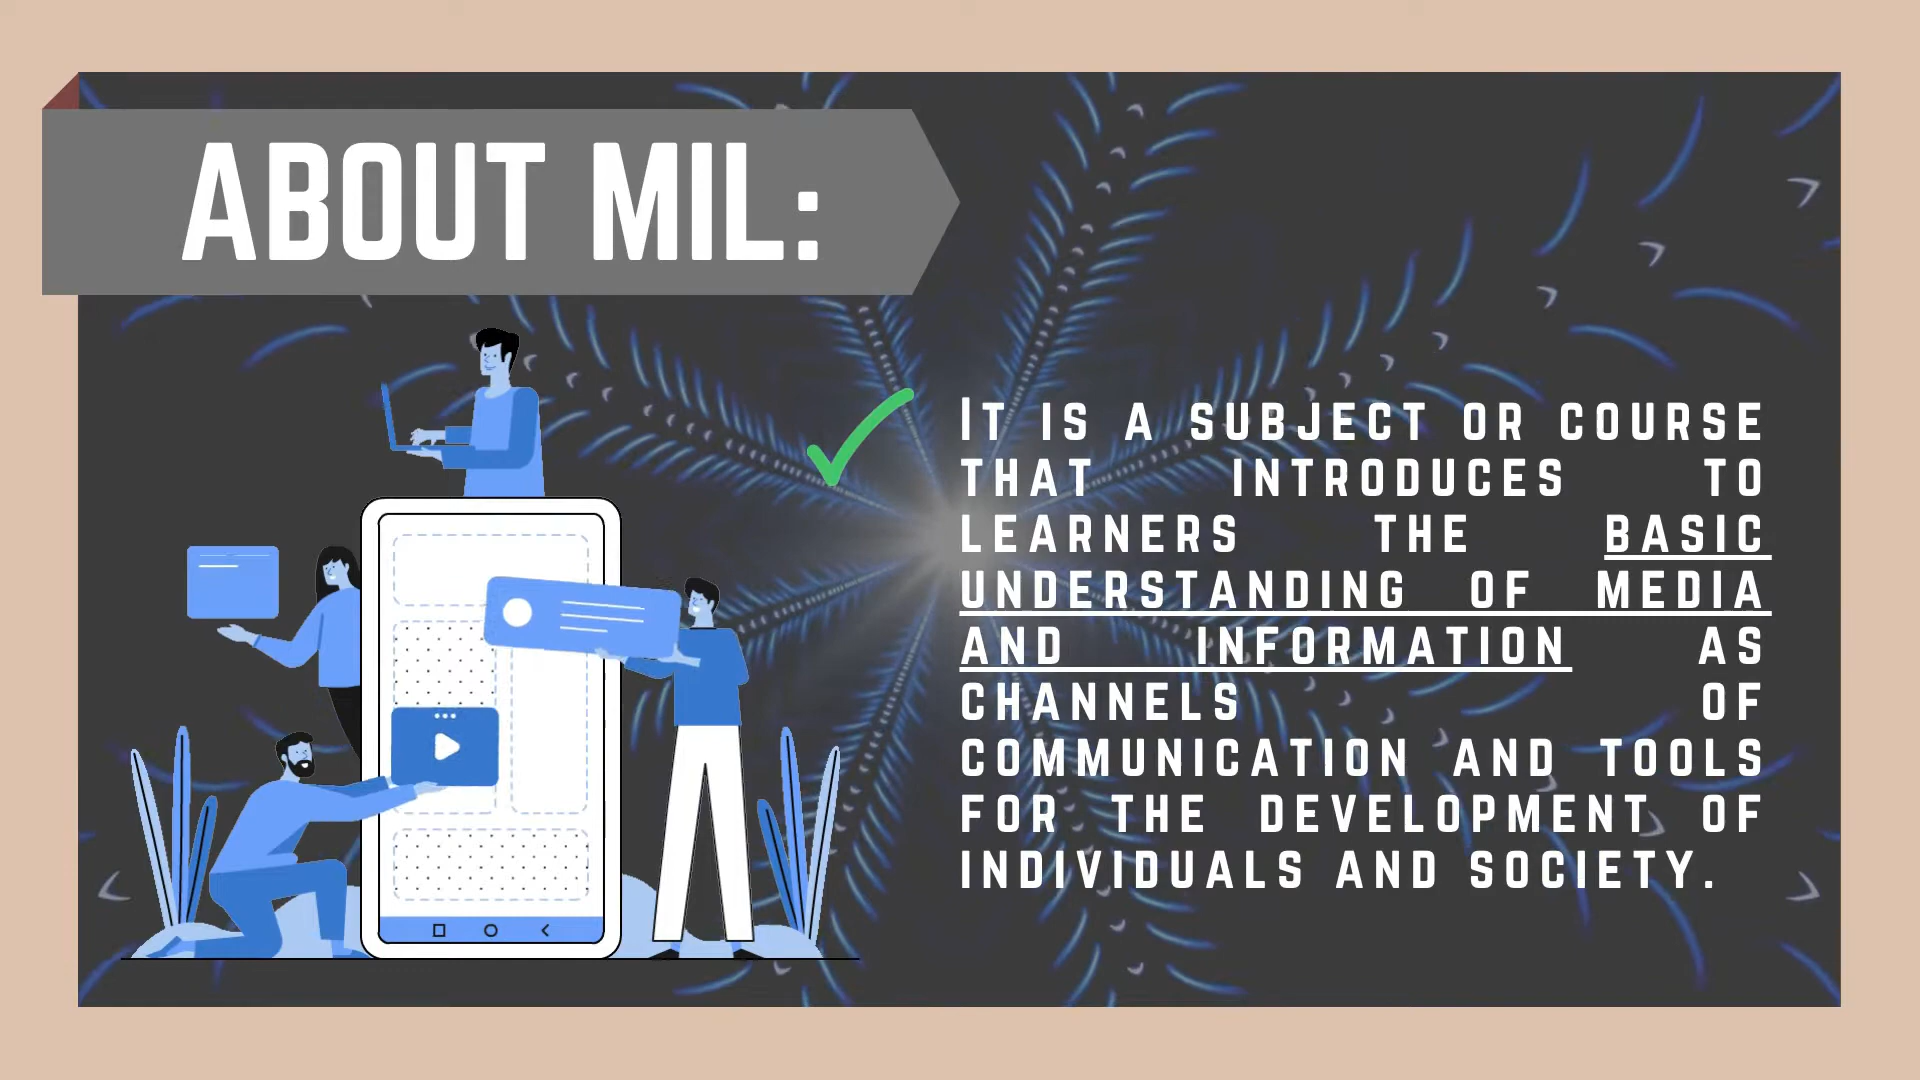 ABOUT MIL:
IT IS A SUBJECT OR COURSE
THAT INTRODUCES TO
LEARNERS THE BASIC
UNDERSTANDING OF MEDIA
AND INFORMATION AS
CHANNELS OF
COMMUNICATION AND TOOLS
FOR THE DEVELOPMENT OF
INDIVIDUALS AND SOCIETY.